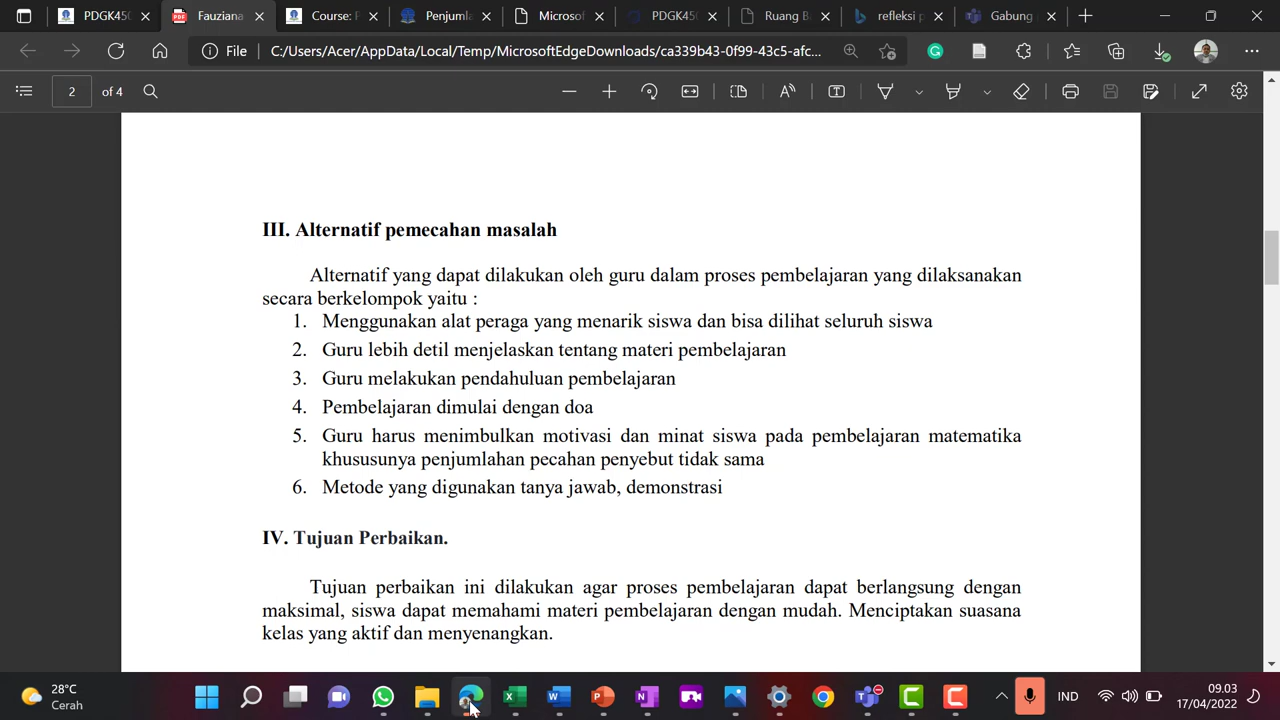 PDGK450
Fauziana
Course: P
Penjumla
Microsof
PDGK450
Ruang Ba
refleksi p
Gabung
File
C:/Users/Acer/AppData/Local/Temp/MicrosoftEdgeDownloads/ca339b43-0f99-43c5-afc...
2 of 4
III. Alternatif pemecahan masalah
Alternatif yang dapat dilakukan oleh guru dalam proses pembelajaran yang dilaksanakan
secara berkelompok yaitu :
1. Menggunakan alat peraga yang menarik siswa dan bisa dilihat seluruh siswa
2. Guru lebih detil menjelaskan tentang materi pembelajaran
3. Guru melakukan pendahuluan pembelajaran
4. Pembelajaran dimulai dengan doa
5. Guru harus menimbulkan motivasi dan minat siswa pada pembelajaran matematika
khususunya penjumlahan pecahan penyebut tidak sama
6. Metode yang digunakan tanya jawab, demonstrasi
IV. Tujuan Perbaikan.
Tujuan perbaikan ini dilakukan agar proses pembelajaran dapat berlangsung dengan
maksimal, siswa dapat memahami materi pembelajaran dengan mudah. Menciptakan suasana
kelas yang aktif dan menyenangkan.
28°C
Cerah
IND
09.03
17/04/2022